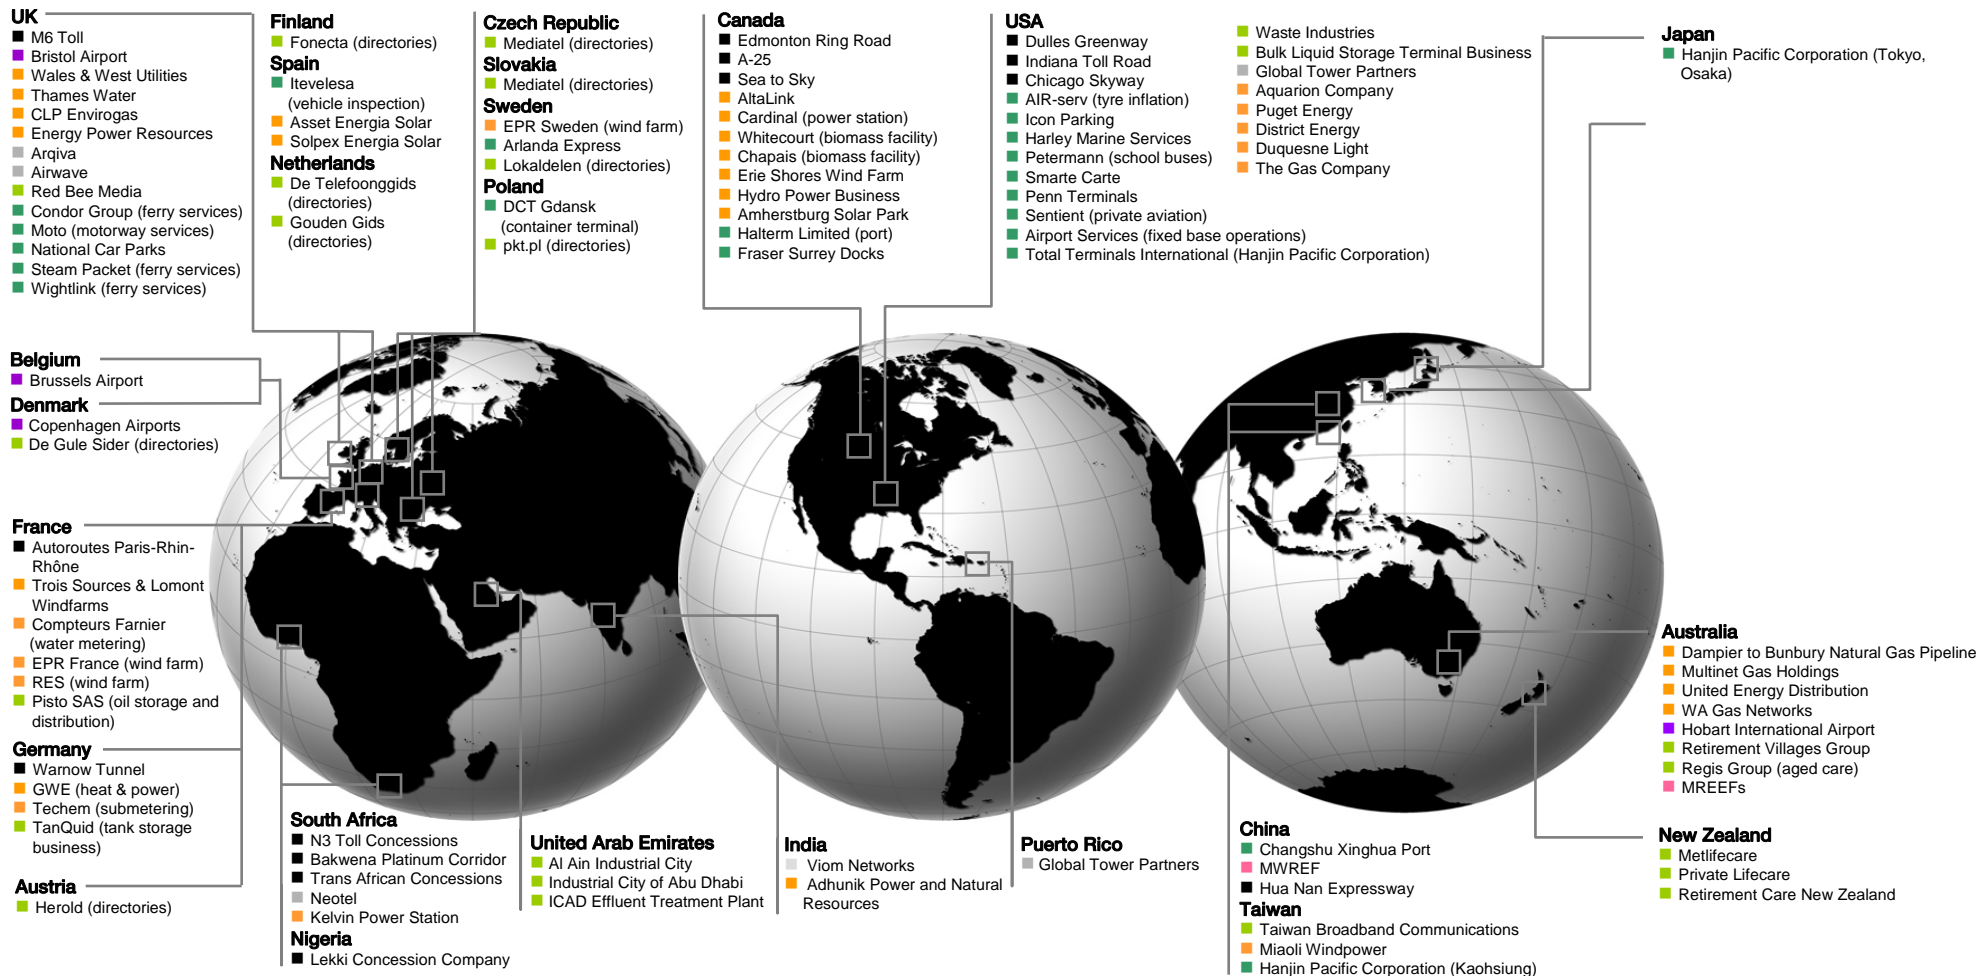 UK
M6 Toll
Bristol Airport
Wales & West Utilities
Thames Water
CLP Envirogas
Energy Power Resources
Arqiva
Airwave
Red Bee Media
Condor Group (ferry services)
Moto (motorway services)
National Car Parks
Steam Packet (ferry services)
Wightlink (ferry services)
Finland
Fonecta (directories)
Spain
Itevelesa
(vehicle inspection)
Asset Energia Solar
Solpex Energia Solar
Netherlands
De Telefoonggids
(directories)
Gouden Gids
(directories)
Czech Republic
Mediatel (directories)
Slovakia
Mediatel (directories)
Sweden
EPR Sweden (wind farm)
Arlanda Express
Lokaldelen (directories)
Poland
DCT Gdansk
(container terminal)
pkt.pl (directories)
Canada
Edmonton Ring Road
A-25
Sea to Sky
AltaLink
Cardinal (power station)
Whitecourt (biomass facility)
Chapais (biomass facility)
Erie Shores Wind Farm
Hydro Power Business
Amherstburg Solar Park
Halterm Limited (port)
Fraser Surrey Docks
USA
Dulles Greenway
Indiana Toll Road
Chicago Skyway
AIR-serv (tyre inflation)
Icon Parking
Harley Marine Services
Petermann (school buses)
Smarte Carte
Penn Terminals
Sentient (private aviation)
Airport Services (fixed base operations)
Total Terminals International (Hanjin Pacific Corporation)
Waste Industries
Bulk Liquid Storage Terminal Business
Global Tower Partners
Aquarion Company
Puget Energy
District Energy
Duquesne Light
The Gas Company
Japan
Hanjin Pacific Corporation (Tokyo,
Osaka)
Belgium
Brussels Airport
Denmark
Copenhagen Airports
De Gule Sider (directories)
France
Autoroutes Paris-Rhin-
Rhône
Trois Sources & Lomont
Windfarms
Compteurs Farnier
(water metering)
EPR France (wind farm)
RES (wind farm)
Pisto SAS (oil storage and
distribution)
Germany
Warnow Tunnel
GWE (heat & power)
Techem (submetering)
TanQuid (tank storage
business)
Austria
Herold (directories)
South Africa
N3 Toll Concessions
Bakwena Platinum Corridor
Trans African Concessions
Neotel
Kelvin Power Station
Nigeria
Lekki Concession Company
United Arab Emirates
Al Ain Industrial City
Industrial City of Abu Dhabi
ICAD Effluent Treatment Plant
India
Viom Networks
Adhunik Power and Natural
Resources
Puerto Rico
Global Tower Partners
China
Changshu Xinghua Port
MWREF
Hua Nan Expressway
Taiwan
Taiwan Broadband Communications
Miaoli Windpower
Hanjin Pacific Corporation (Kaohsiung)
Australia
Dampier to Bunbury Natural Gas Pipeline
Multinet Gas Holdings
United Energy Distribution
WA Gas Networks
Hobart International Airport
Retirement Villages Group
Regis Group (aged care)
MREEFs
New Zealand
Metlifecare
Private Lifecare
Retirement Care New Zealand